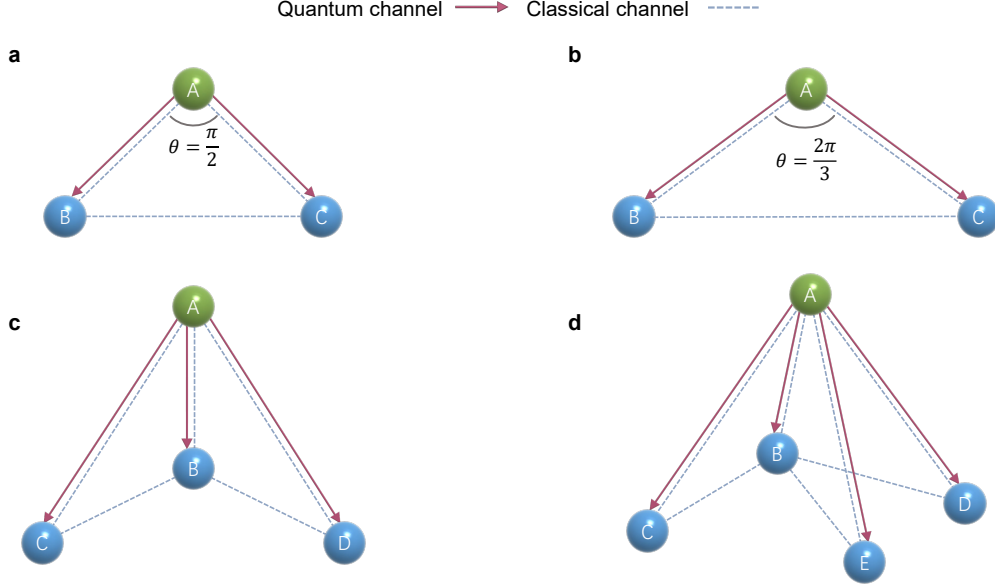 Quantum channel Classical channel
a
A
θ = π/2
B
C
b
A
θ = 2π/3
B
C
c
A
B
C
D
d
A
B
C
D
E